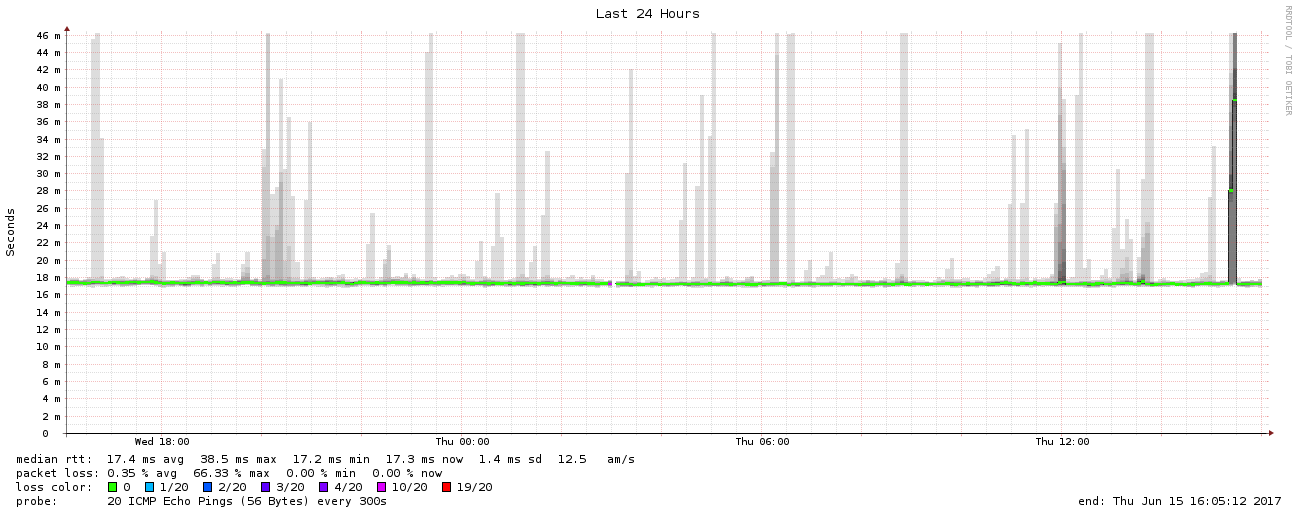 Last 24 Hours
RRDTOOL / TOBI OETIKER
Seconds
46 m
44 m
42 m
40 m
38 m
36 m
34 m
32 m
30 m
28 m
26 m
24 m
22 m
20 m
18 m
16 m
14 m
12 m
10 m
8 m
6 m
4 m
2 m
0
Wed 18:00 Thu 00:00 Thu 06:00 Thu 12:00
median rtt: 17.4 ms avg 38.5 ms max 17.2 ms min 17.3 ms now 1.4 ms sd 12.5 am/s
packet loss: 0.35 % avg 66.33 % max 0.00 % min 0.00 % now
loss color: 0 1/20 2/20 3/20 4/20 10/20 19/20
probe: 20 ICMP Echo Pings (56 Bytes) every 300s end: Thu Jun 15 16:05:12 2017